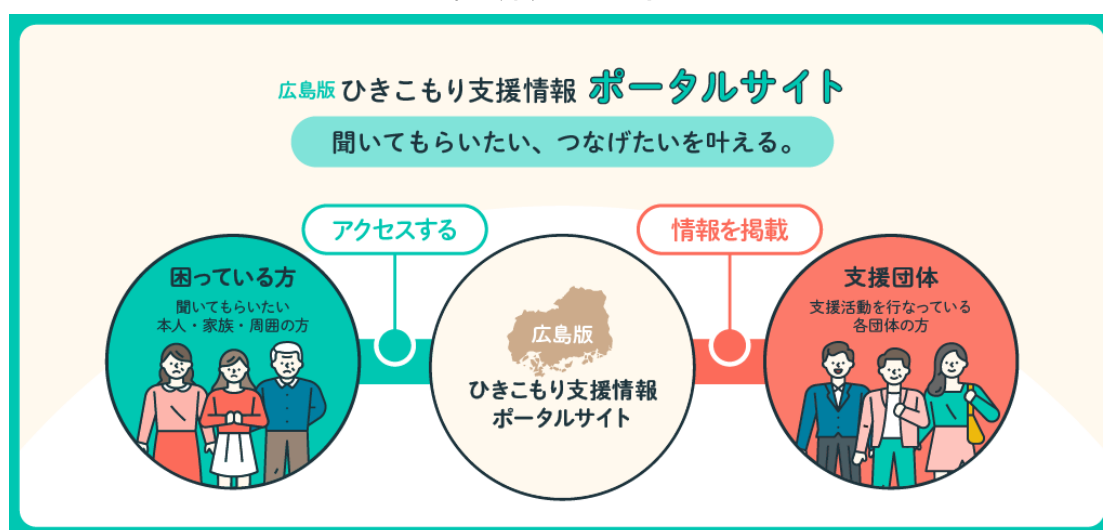 広島版 ひきこもり支援情報 ポータルサイト
聞いてもらいたい、つなげたいを叶える。
アクセスする
情報を掲載
困っている方
聞いてもらいたい
本人・家族・周囲の方
広島版
ひきこもり支援情報
ポータルサイト
支援団体
支援活動を行なっている
各団体の方